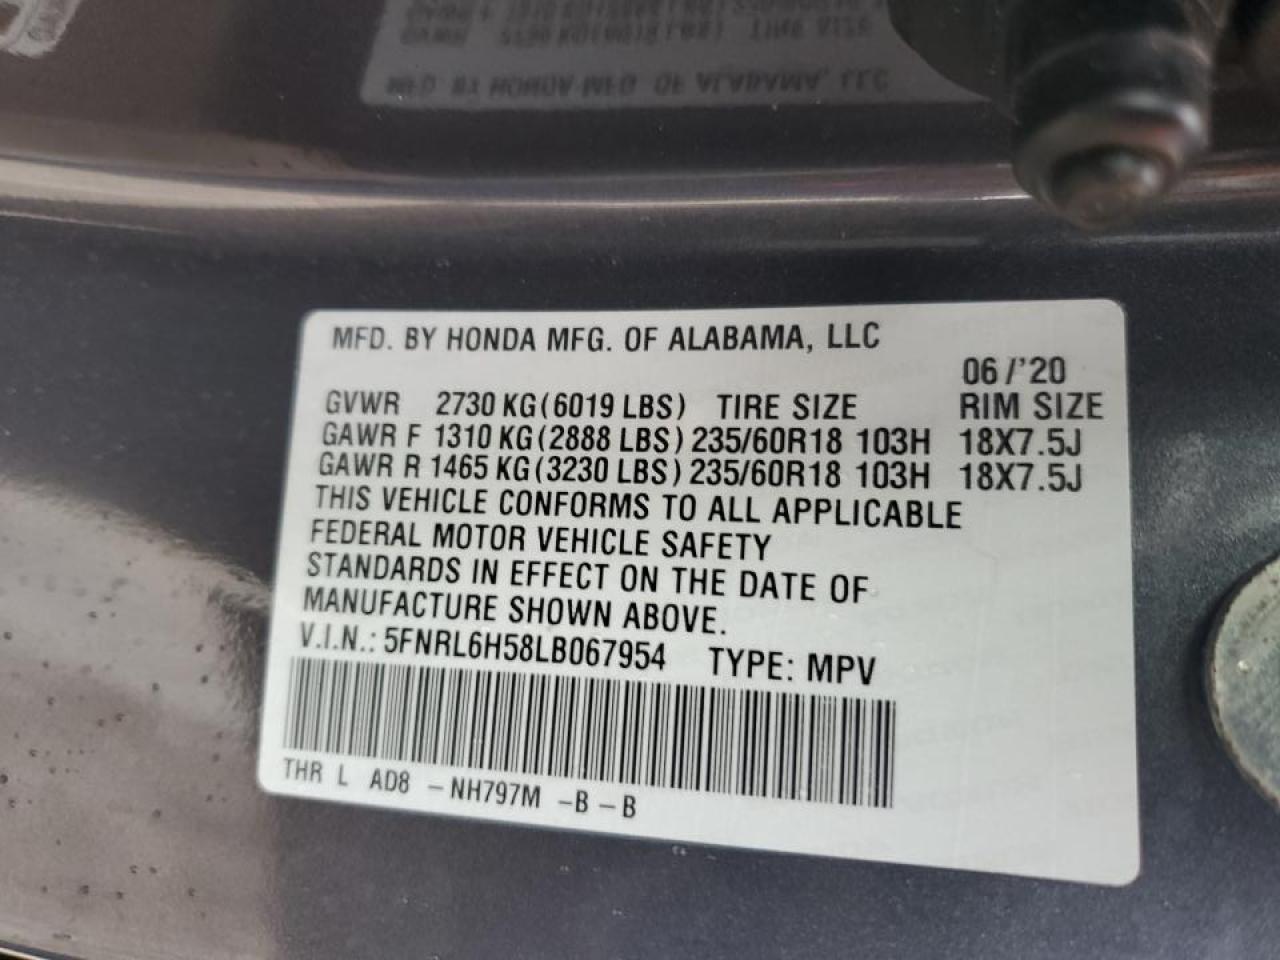 MFD. BY HONDA MFG. OF ALABAMA, LLC
06/'20
GVWR 2730 KG(6019 LBS) TIRE SIZE RIM SIZE
GAWR F 1310 KG(2888 LBS) 235/60R18 103H 18X7.5J
GAWR R 1465 KG(3230 LBS) 235/60R18 103H 18X7.5J
THIS VEHICLE CONFORMS TO ALL APPLICABLE
FEDERAL MOTOR VEHICLE SAFETY
STANDARDS IN EFFECT ON THE DATE OF
MANUFACTURE SHOWN ABOVE.
V.I.N.: 5FNRL6H58LB067954 TYPE: MPV
THR L AD8 - NH797M - B - B